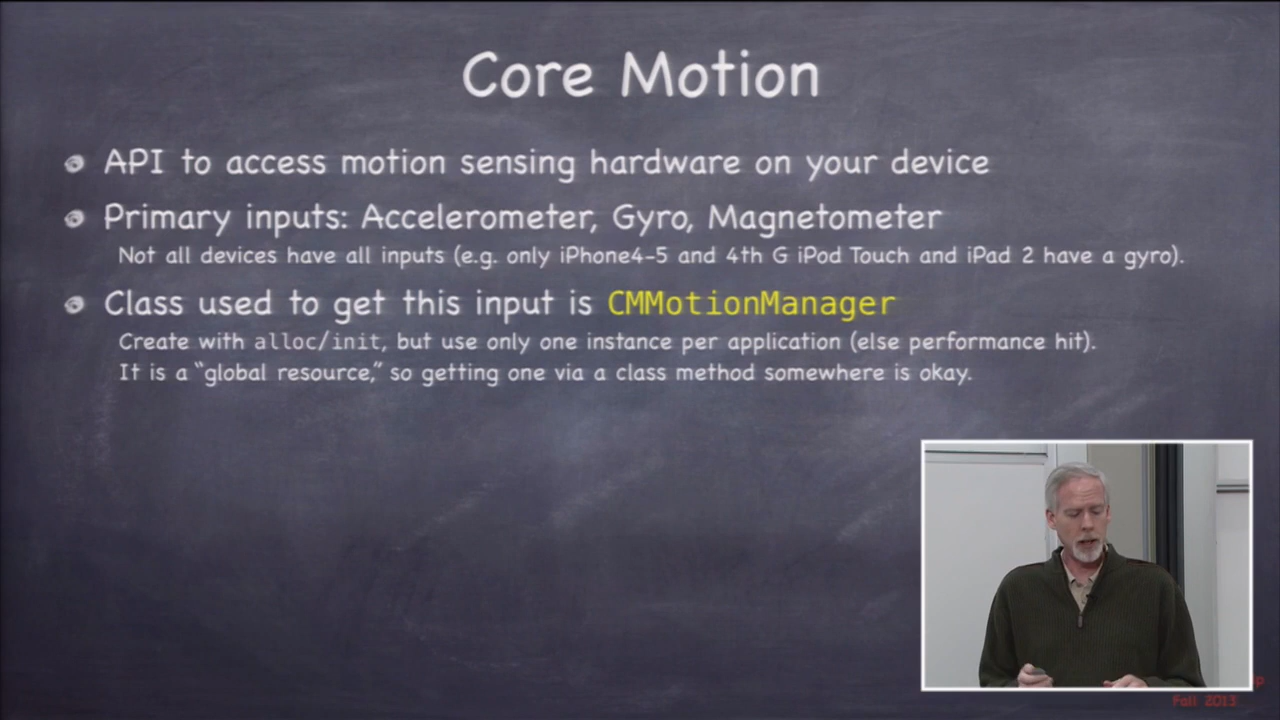 Core Motion
API to access motion sensing hardware on your device
Primary inputs: Accelerometer, Gyro, Magnetometer
Not all devices have all inputs (e.g. only iPhone4-5 and 4th G iPod Touch and iPad 2 have a gyro).
Class used to get this input is CMMotionManager
Create with alloc/init, but use only one instance per application (else performance hit).
It is a “global resource,” so getting one via a class method somewhere is okay.
Fall 2013